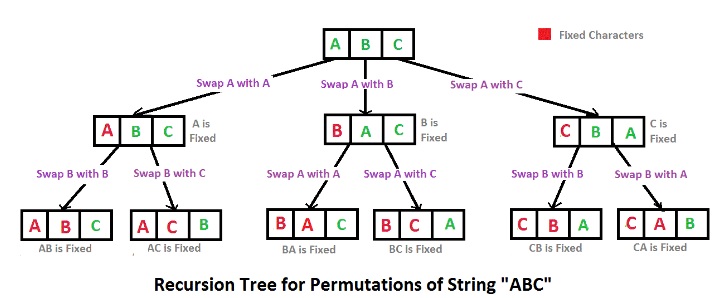 A B C
Fixed Characters
Swap A with A
Swap A with B
Swap A with C
A B C
A is
Fixed
B A C
B is
Fixed
C B A
C is
Fixed
Swap B with B
Swap B with C
Swap A with A
Swap A with C
Swap B with B
Swap B with A
A B C
A C B
B A C
B C A
C B A
C A B
AB is Fixed
AC is Fixed
BA is Fixed
BC is Fixed
CB is Fixed
CA is Fixed
Recursion Tree for Permutations of String "ABC"